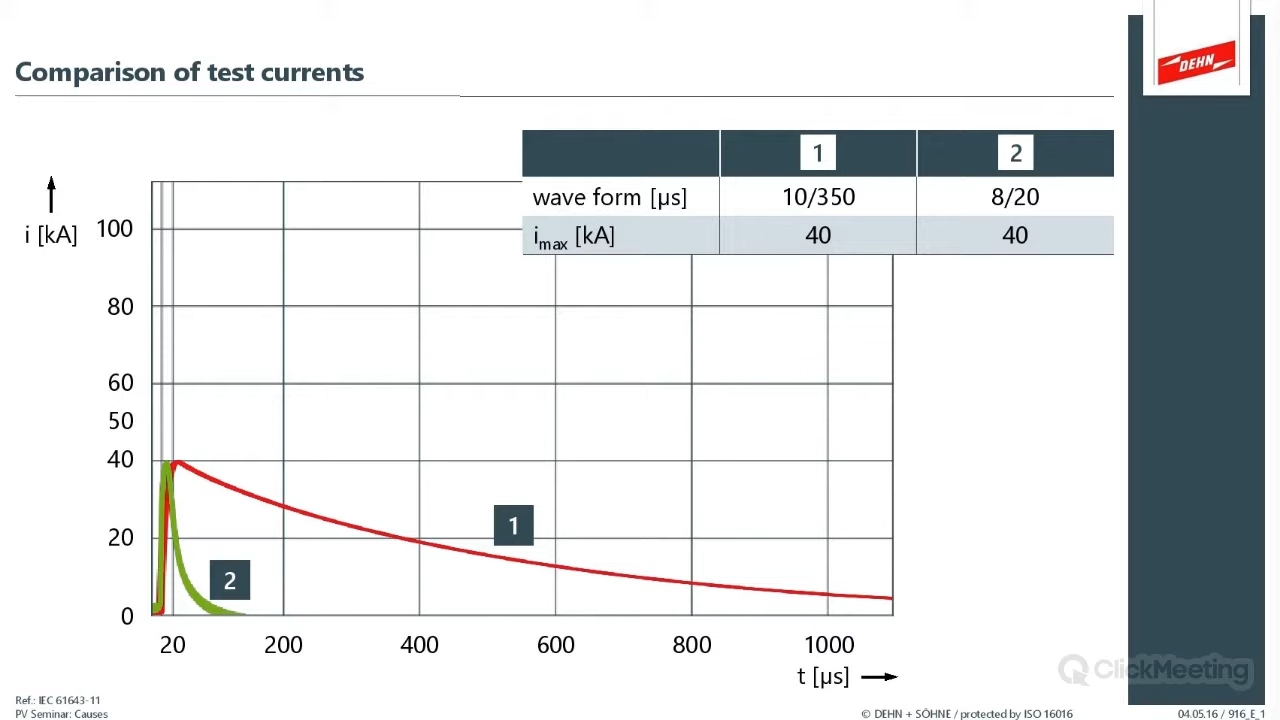 Comparison of test currents
DEHN
1 2
wave form [µs] 10/350 8/20
imax [kA] 40 40
i [kA]
100
80
60
50
40
20
0
1
2
20 200 400 600 800 1000
t [µs]
ClickMeeting
Ref.: IEC 61643-11
PV Seminar: Causes
© DEHN + SÖHNE / protected by ISO 16016
04.05.16 / 916_E_1